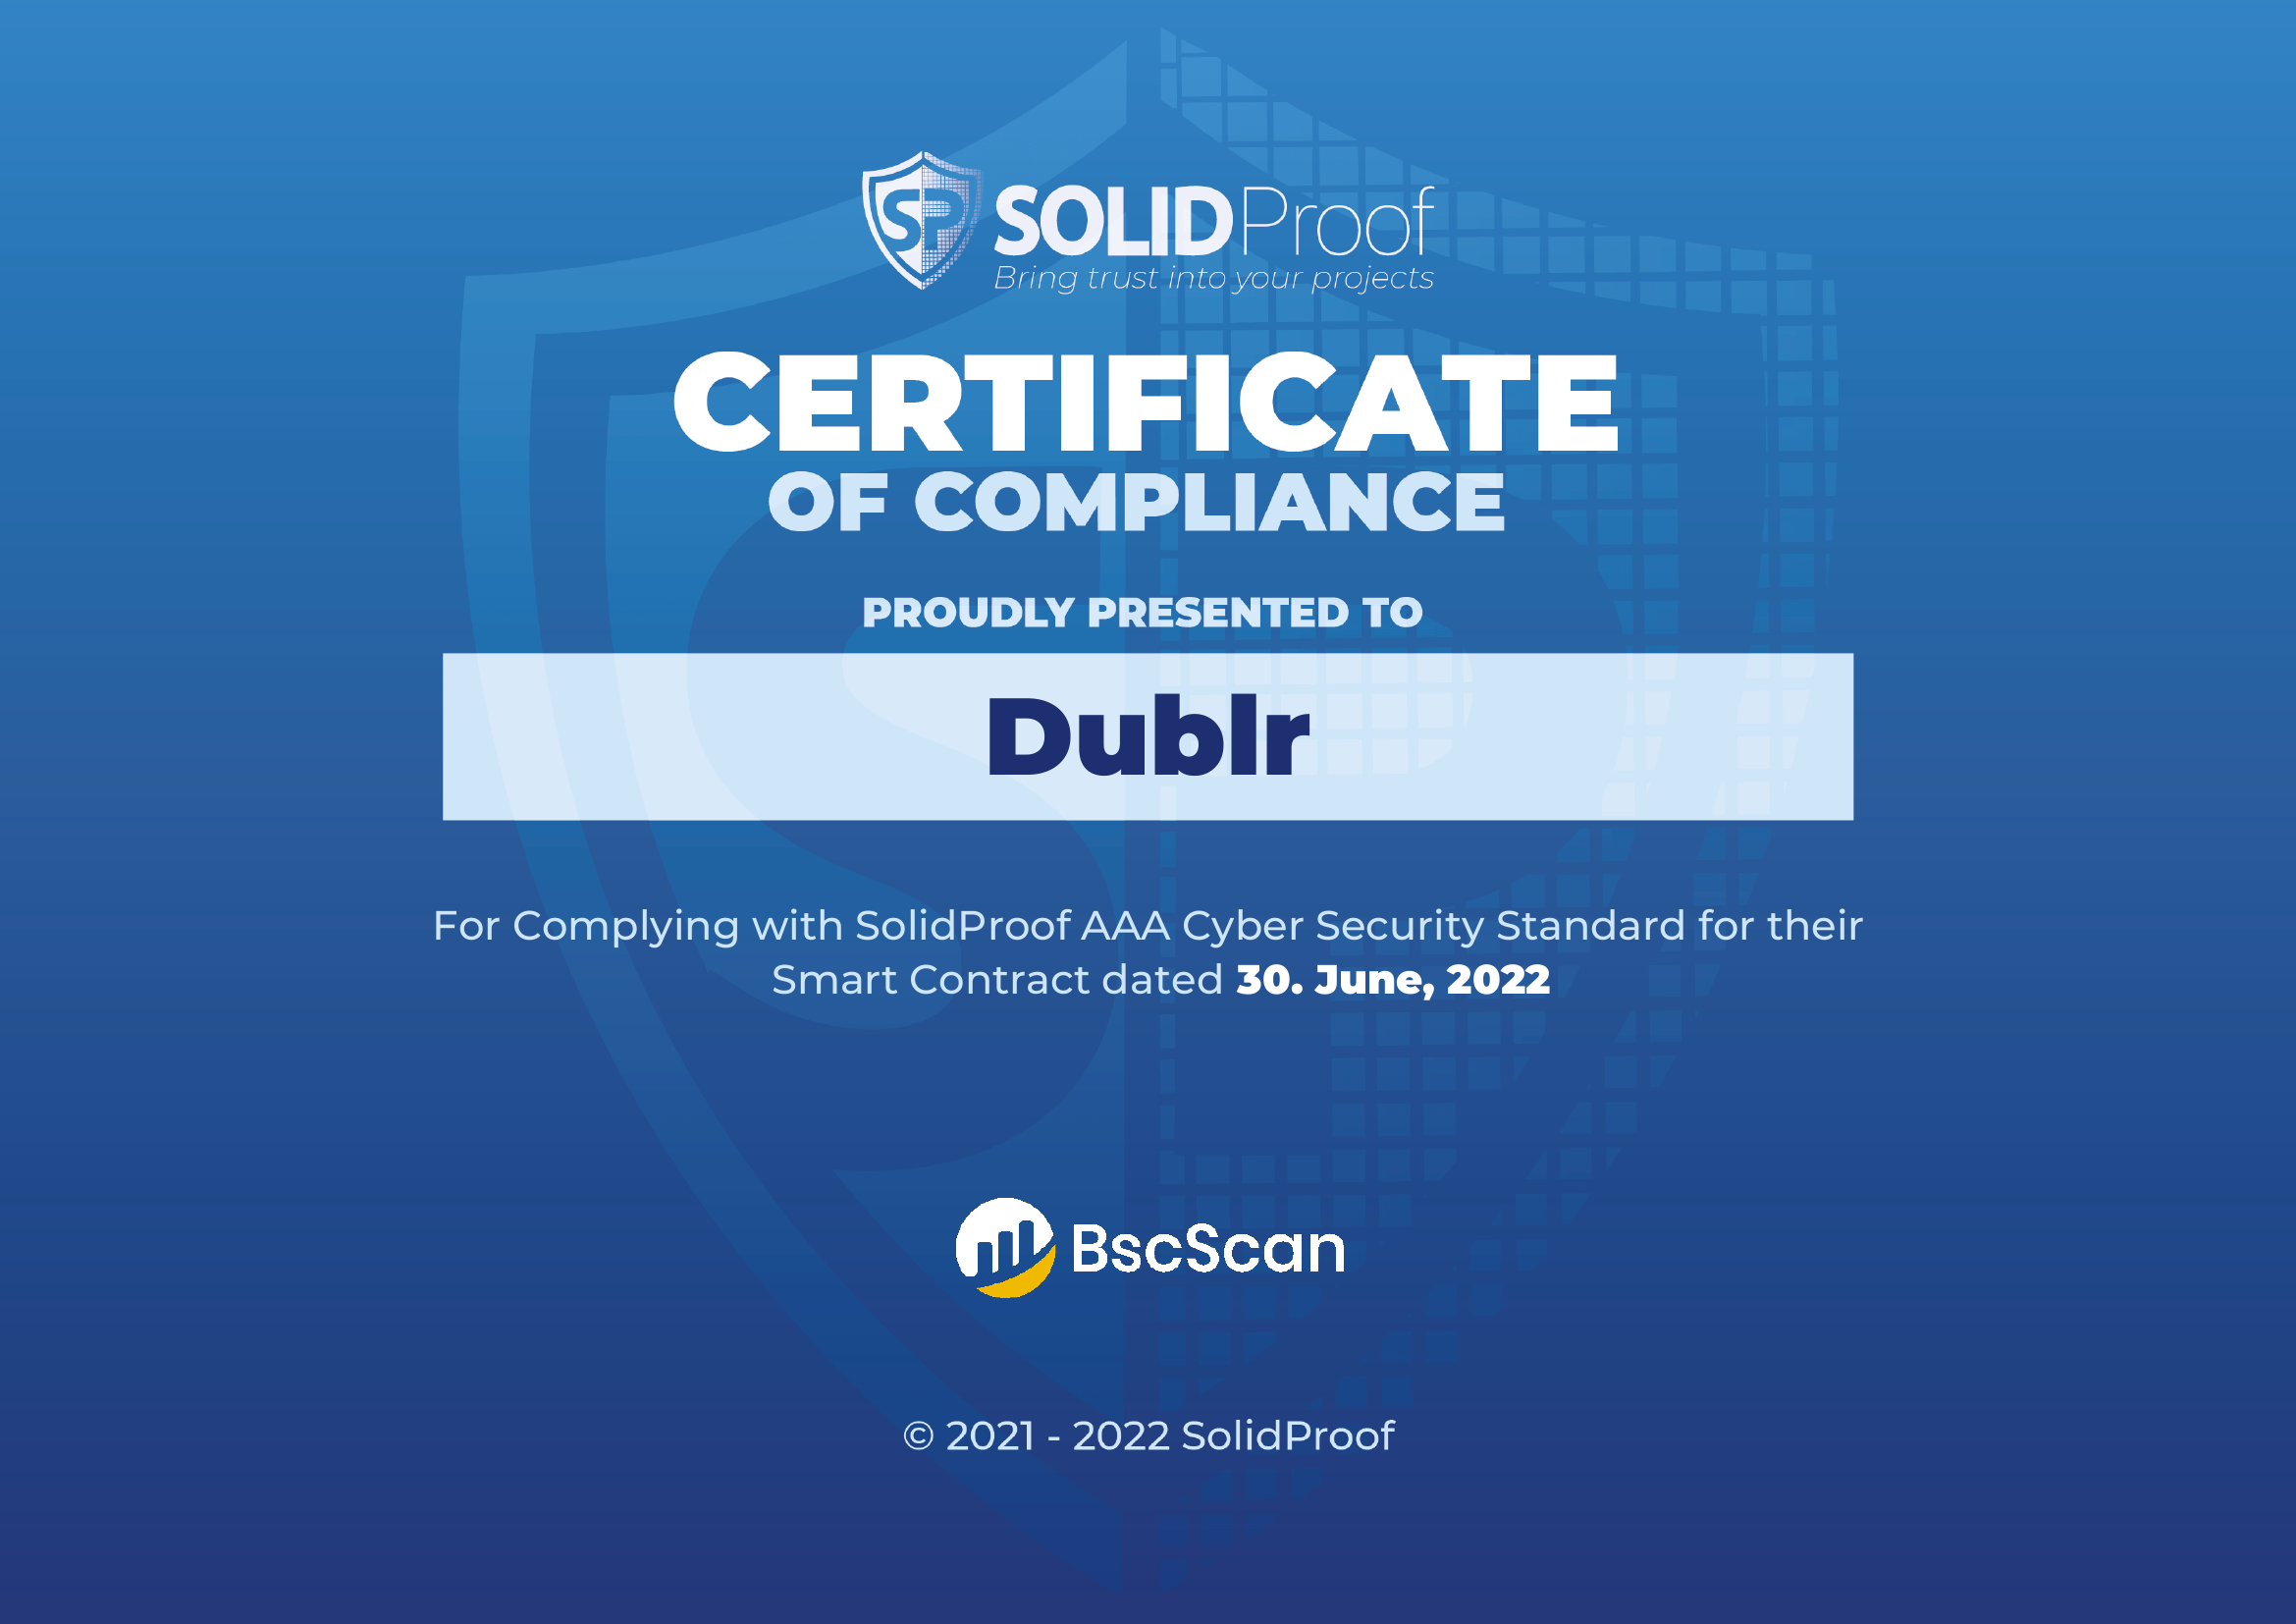 SP SOLIDProof
Bring trust into your projects
CERTIFICATE
OF COMPLIANCE
PROUDLY PRESENTED TO
Dublr
For Complying with SolidProof AAA Cyber Security Standard for their
Smart Contract dated 30. June, 2022
BscScan
© 2021 - 2022 SolidProof